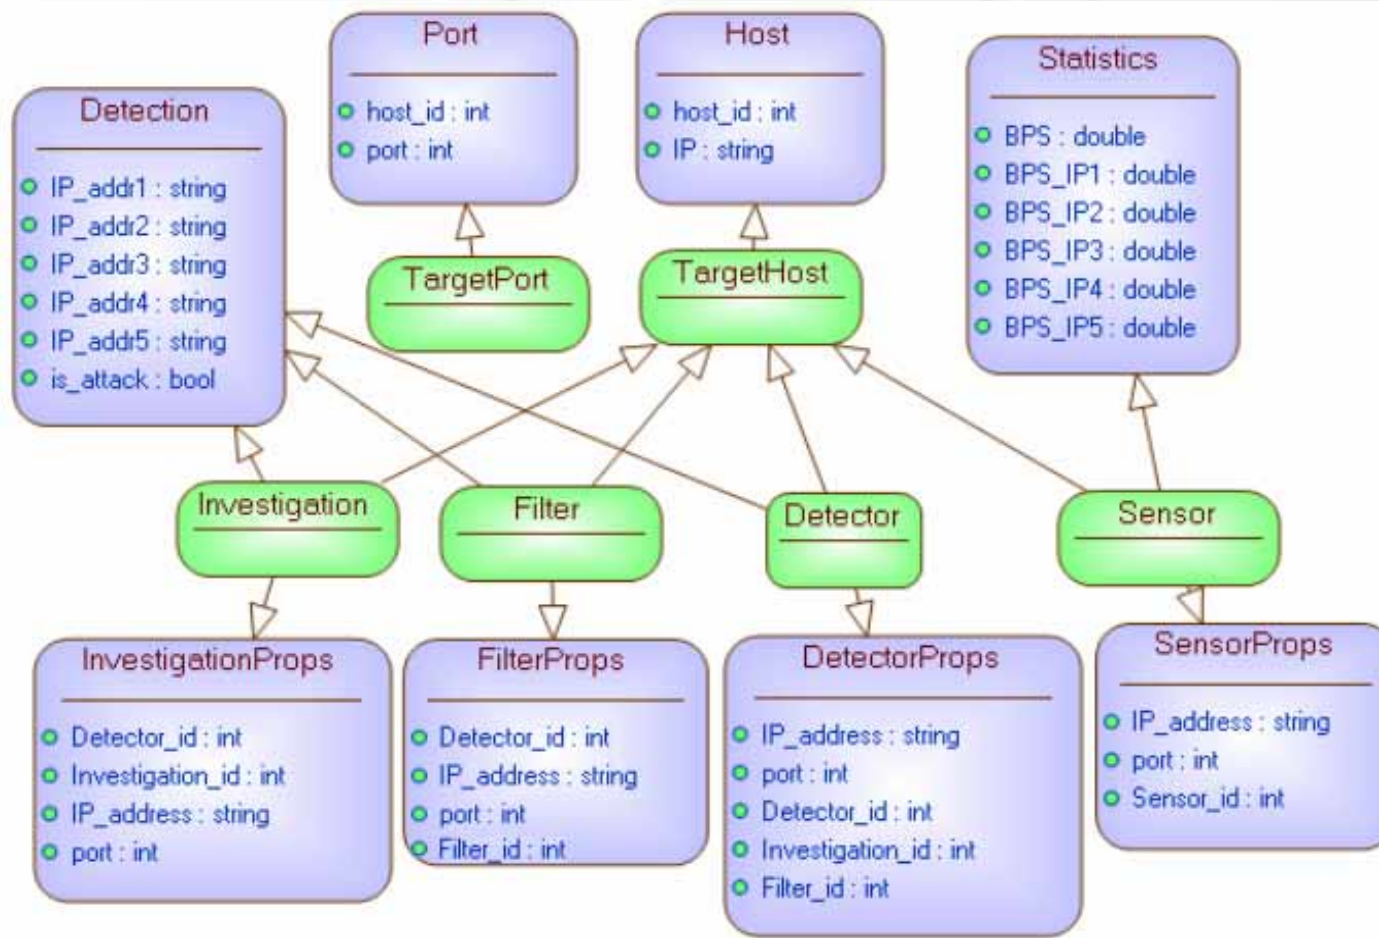 Port
host_id : int
port : int
Host
host_id : int
IP : string
Statistics
BPS : double
BPS_IP1 : double
BPS_IP2 : double
BPS_IP3 : double
BPS_IP4 : double
BPS_IP5 : double
Detection
IP_addr1 : string
IP_addr2 : string
IP_addr3 : string
IP_addr4 : string
IP_addr5 : string
is_attack : bool
TargetPort
TargetHost
Investigation
Filter
Detector
Sensor
InvestigationProps
Detector_id : int
Investigation_id : int
IP_address : string
port : int
FilterProps
Detector_id : int
IP_address : string
port : int
Filter_id : int
DetectorProps
IP_address : string
port : int
Detector_id : int
Investigation_id : int
Filter_id : int
SensorProps
IP_address : string
port : int
Sensor_id : int